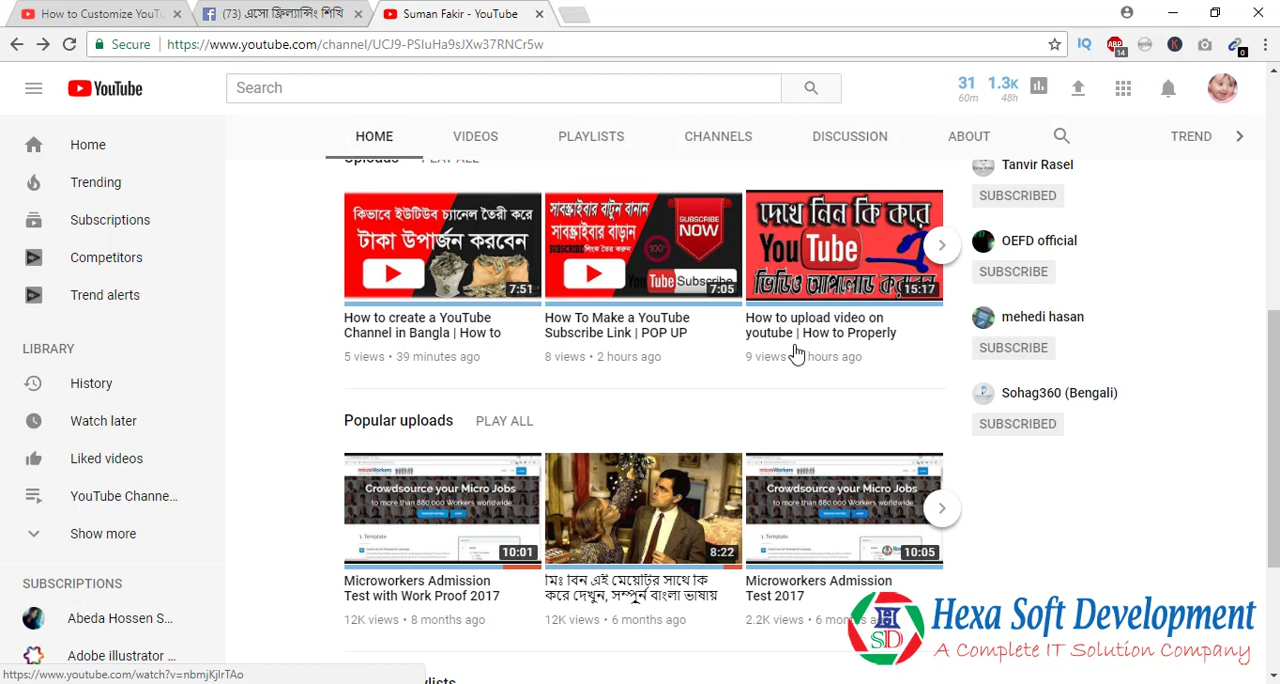 How to Customize YouT
(73) এসো ফ্রিল্যান্সিং শিখি
Suman Fakir - YouTube
Secure
https://www.youtube.com/channel/UCJ9-PSIuHa9sJXw37RNCr5w
IQ
ABP
14
K
0
YouTube
Search
31
60m
1.3K
48h
HOME
VIDEOS
PLAYLISTS
CHANNELS
DISCUSSION
ABOUT
TREND
Home
Trending
Subscriptions
Competitors
Trend alerts
LIBRARY
History
Watch later
Liked videos
YouTube Channe...
Show more
SUBSCRIPTIONS
Abeda Hossen S...
Adobe illustrator ...
Uploads PLAY ALL
কিভাবে ইউটিউব চ্যানেল তৈরী করে
টাকা উপার্জন করবেন
7:51
How to create a YouTube
Channel in Bangla | How to
5 views • 39 minutes ago
সাবস্ক্রাইবার বাটুন বানান
সাবস্ক্রাইবার বাড়ান
SUBSCRIBE
NOW
100%
YouTube Subscribe
7:05
How To Make a YouTube
Subscribe Link | POP UP
8 views • 2 hours ago
দেখে নিন কি করে
YouTube
এ
ভিডিও আপলোড করবেন
15:17
How to upload video on
youtube | How to Properly
9 views hours ago
Popular uploads PLAY ALL
microWorkers
Crowdsource your Micro Jobs
to more than 880 000 Workers worldwide.
1. Template
10:01
Microworkers Admission
Test with Work Proof 2017
12K views • 8 months ago
8:22
মিঃ বিন এই মেয়েটির সাথে কি
করে দেখুন, সম্পূর্ন বাংলা ভাষায়
12K views • 6 months ago
microWorkers
Crowdsource your Micro Jobs
to more than 880 000 Workers worldwide.
1. Template
10:05
Microworkers Admission
Test 2017
2.2K views • 6 months
Tanvir Rasel
SUBSCRIBED
OEFD official
SUBSCRIBE
mehedi hasan
SUBSCRIBE
Sohag360 (Bengali)
SUBSCRIBED
HSD
Hexa Soft Development
A Complete IT Solution Company
https://www.youtube.com/watch?v=nbmjKjlrTAo